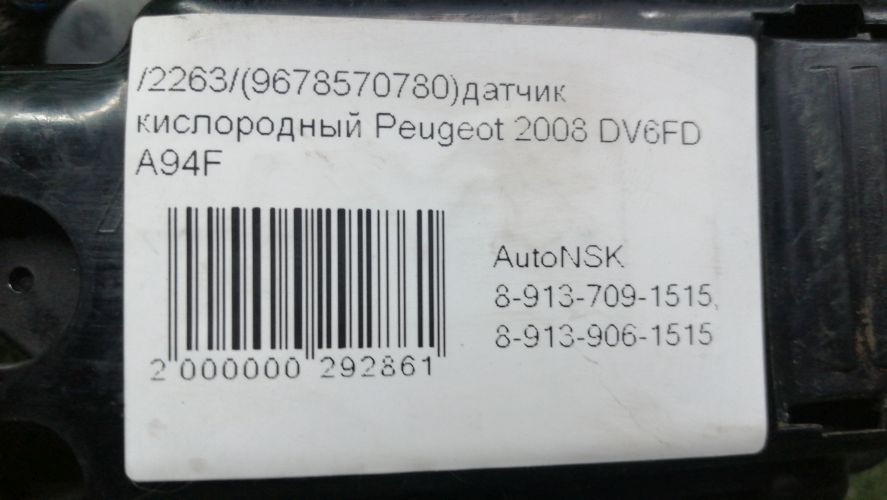 /2263/(9678570780)датчик
кислородный Peugeot 2008 DV6FD
A94F
AutoNSK
8-913-709-1515,
8-913-906-1515
2 000000 292861